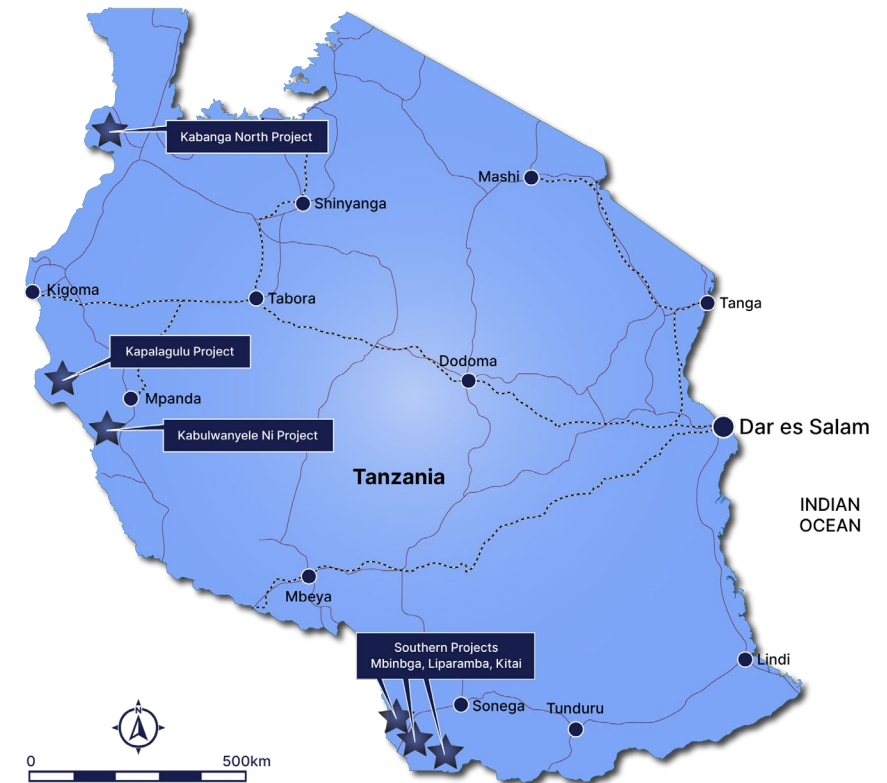 Kabanga North Project
Mashi
Shinyanga
Kigoma
Tabora
Tanga
Kapalagulu Project
Dodoma
Mpanda
Dar es Salam
Kabulwanyele Ni Project
Tanzania
INDIAN
OCEAN
Mbeya
Southern Projects
Mbinbga, Liparamba, Kitai
Lindi
Sonega
Tunduru
N
0
500km